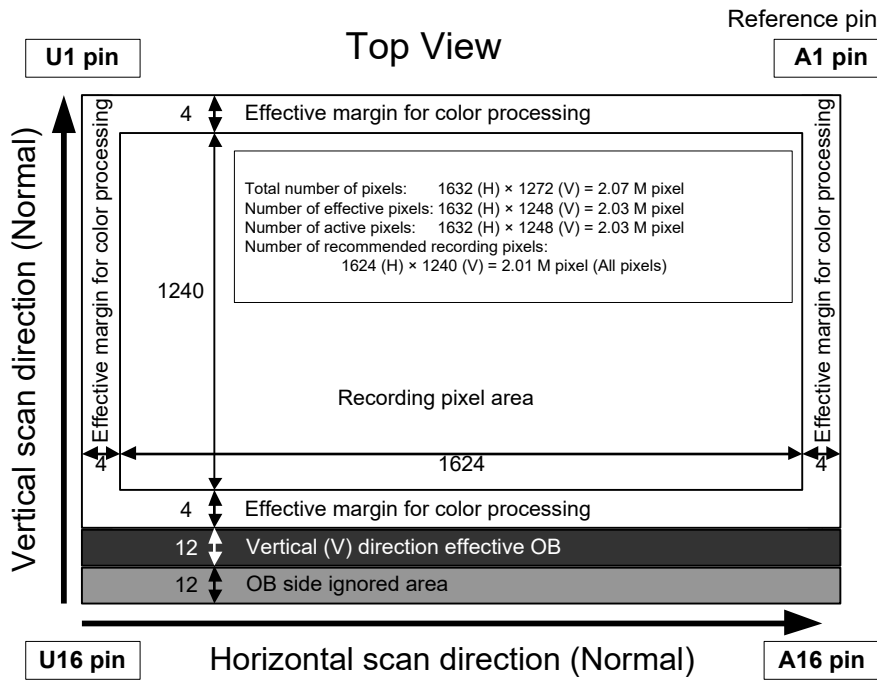 Reference pin
U1 pin
Top View
A1 pin
4
Effective margin for color processing
Effective margin for color processing
Effective margin for color processing
Vertical scan direction (Normal)
Total number of pixels: 1632 (H) × 1272 (V) = 2.07 M pixel
Number of effective pixels: 1632 (H) × 1248 (V) = 2.03 M pixel
Number of active pixels: 1632 (H) × 1248 (V) = 2.03 M pixel
Number of recommended recording pixels:
1624 (H) × 1240 (V) = 2.01 M pixel (All pixels)
1240
Recording pixel area
4
1624
4
4
Effective margin for color processing
12
Vertical (V) direction effective OB
12
OB side ignored area
U16 pin
Horizontal scan direction (Normal)
A16 pin